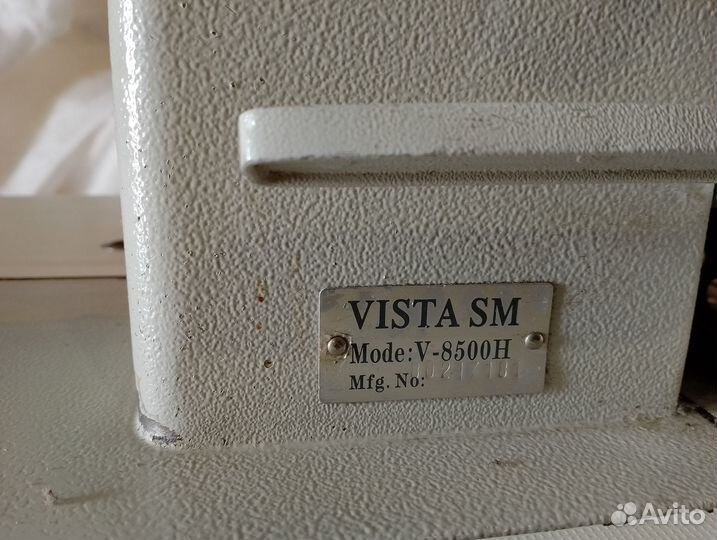 VISTA SM
Mode:V-8500H
Mfg. No:
Avito